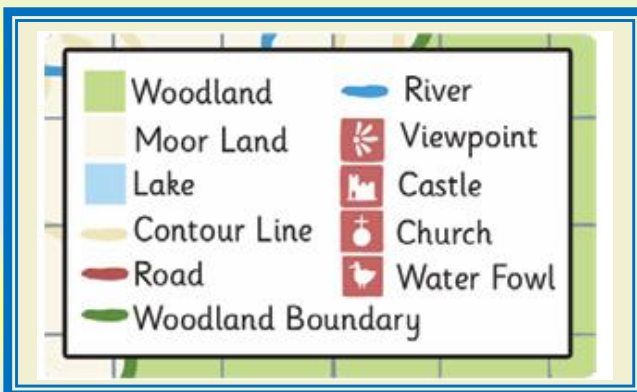 Woodland
Moor Land
Lake
Contour Line
Road
Woodland Boundary
River
Viewpoint
Castle
Church
Water Fowl